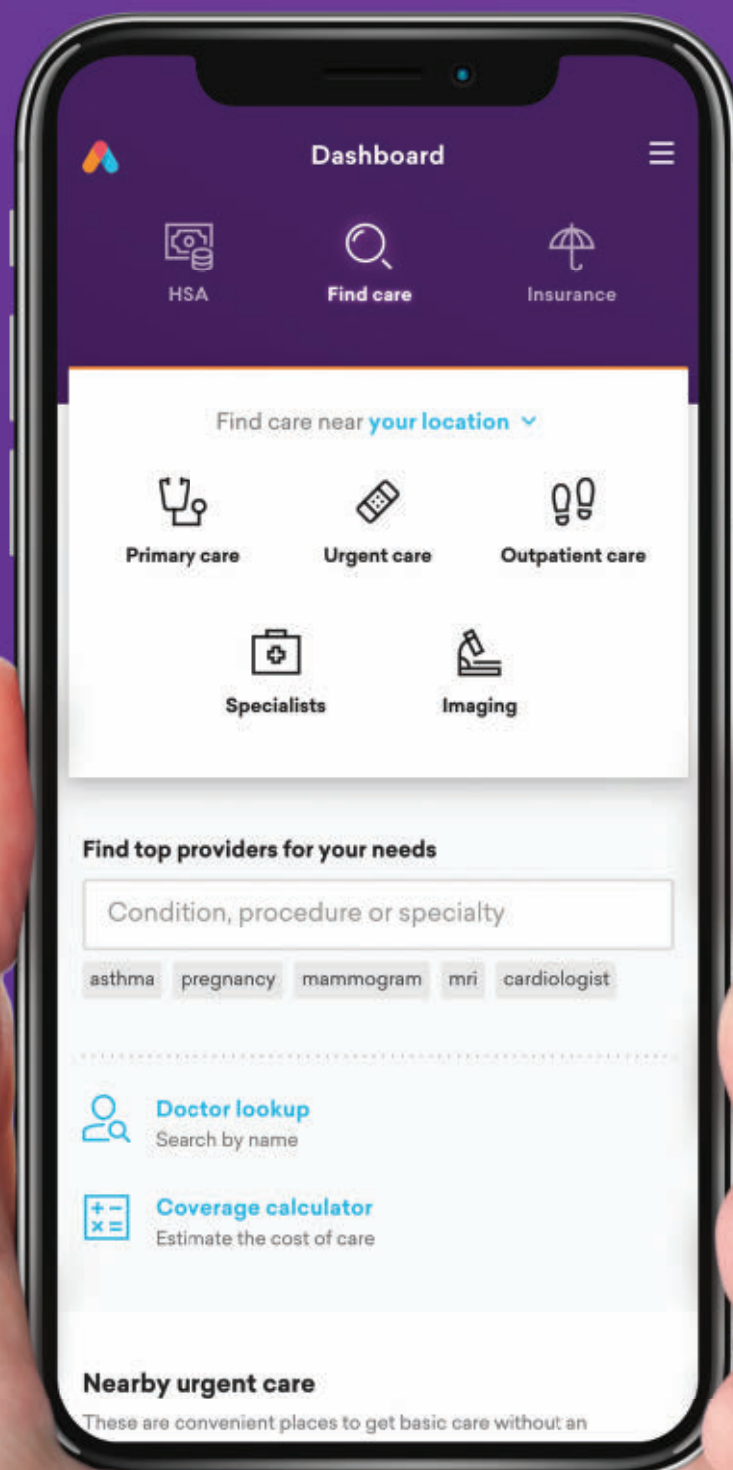 Dashboard
HSA Find care Insurance
Find care near your location
Primary care Urgent care Outpatient care
Specialists Imaging
Find top providers for your needs
Condition, procedure or specialty
asthma pregnancy mammogram mri cardiologist
Doctor lookup
Search by name
Coverage calculator
Estimate the cost of care
Nearby urgent care
These are convenient places to get basic care without an